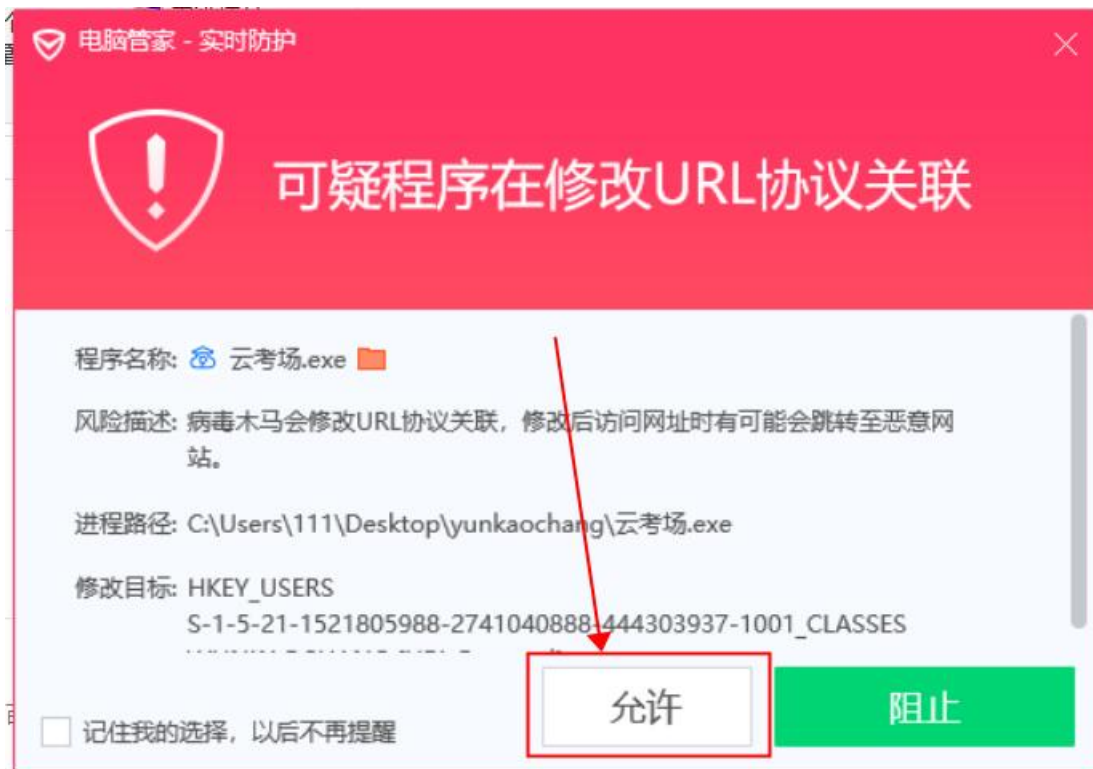 电脑管家 - 实时防护
可疑程序在修改URL协议关联
程序名称: 云考场.exe
风险描述: 病毒木马会修改URL协议关联，修改后访问网址时有可能会跳转至恶意网
站。
进程路径: C:\Users\111\Desktop\yunkaochang\云考场.exe
修改目标: HKEY_USERS
S-1-5-21-1521805988-2741040888-444303937-1001_CLASSES
记住我的选择，以后不再提醒
允许
阻止